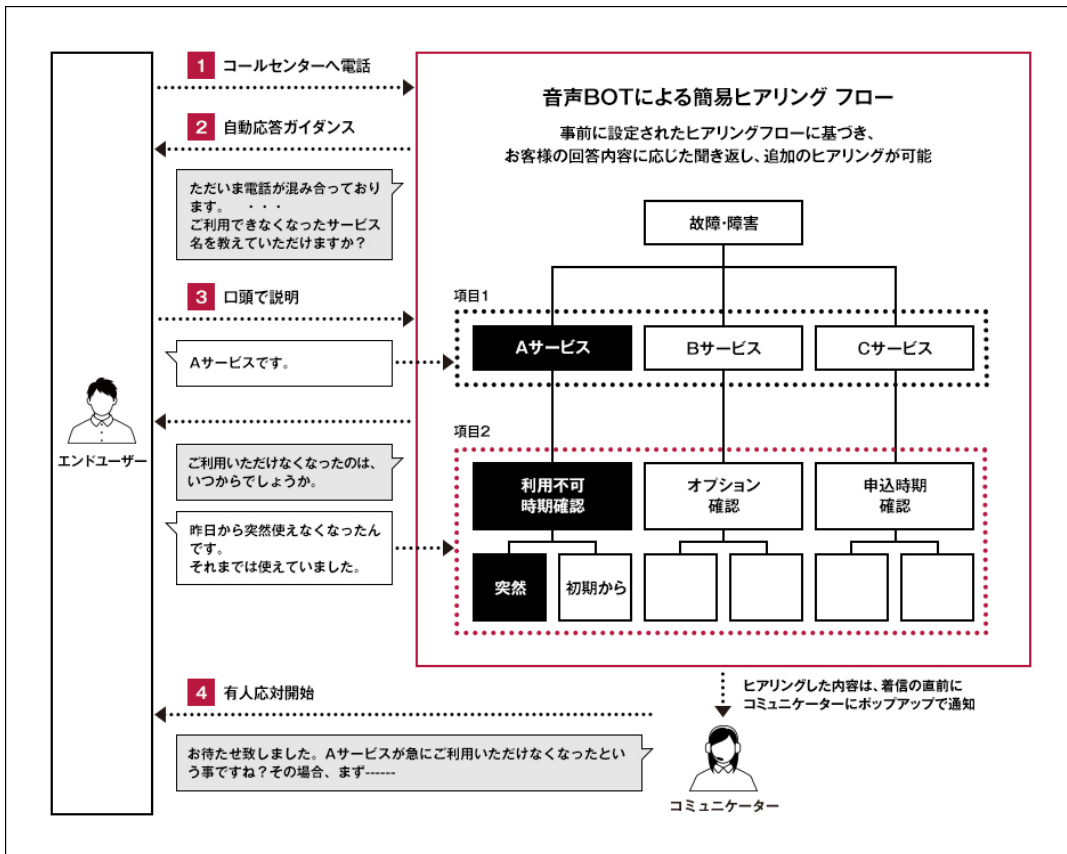 1 コールセンターへ電話
2 自動応答ガイダンス
ただいま電話が混み合っており
ます。 ・・・
ご利用できなくなったサービス
名を教えていただけますか?
3 口頭で説明
Aサービスです。
エンドユーザー
ご利用いただけなくなったのは、
いつからでしょうか。
昨日から突然使えなくなったん
です。
それまでは使えていました。
音声BOTによる簡易ヒアリング フロー
事前に設定されたヒアリングフローに基づき、
お客様の回答内容に応じた聞き返し、追加のヒアリングが可能
故障・障害
項目1
Aサービス
Bサービス
Cサービス
項目2
利用不可
時期確認
オプション
確認
申込時期
確認
突然
初期から
4 有人応対開始
ヒアリングした内容は、着信の直前に
コミュニケーターにポップアップで通知
お待たせ致しました。Aサービスが急にご利用いただけなくなったとい
う事ですね?その場合、まず------
コミュニケーター